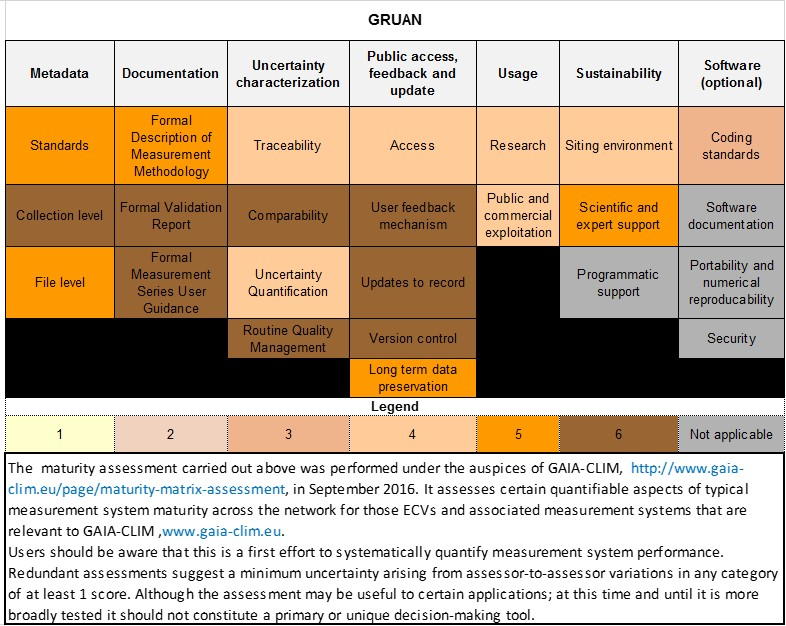 GRUAN
Metadata
Documentation
Uncertainty
characterization
Public access,
feedback and
update
Usage
Sustainability
Software
(optional)
Standards
Formal
Description of
Measurement
Methodology
Traceability
Access
Research
Siting environment
Coding
standards
Collection level
Formal Validation
Report
Comparability
User feedback
mechanism
Public and
commercial
exploitation
Scientific and
expert support
Software
documentation
File level
Formal
Measurement
Series User
Guidance
Uncertainty
Quantification
Updates to record
Programmatic
support
Portability and
numerical
reproducability
Routine Quality
Management
Version control
Security
Long term data
preservation
Legend
1
2
3
4
5
6
Not applicable
The maturity assessment carried out above was performed under the auspices of GAIA-CLIM, http://www.gaia-
clim.eu/page/maturity-matrix-assessment, in September 2016. It assesses certain quantifiable aspects of typical
measurement system maturity across the network for those ECVs and associated measurement systems that are
relevant to GAIA-CLIM ,www.gaia-clim.eu.
Users should be aware that this is a first effort to systematically quantify measurement system performance.
Redundant assessments suggest a minimum uncertainty arising from assessor-to-assessor variations in any category
of at least 1 score. Although the assessment may be useful to certain applications; at this time and until it is more
broadly tested it should not constitute a primary or unique decision-making tool.